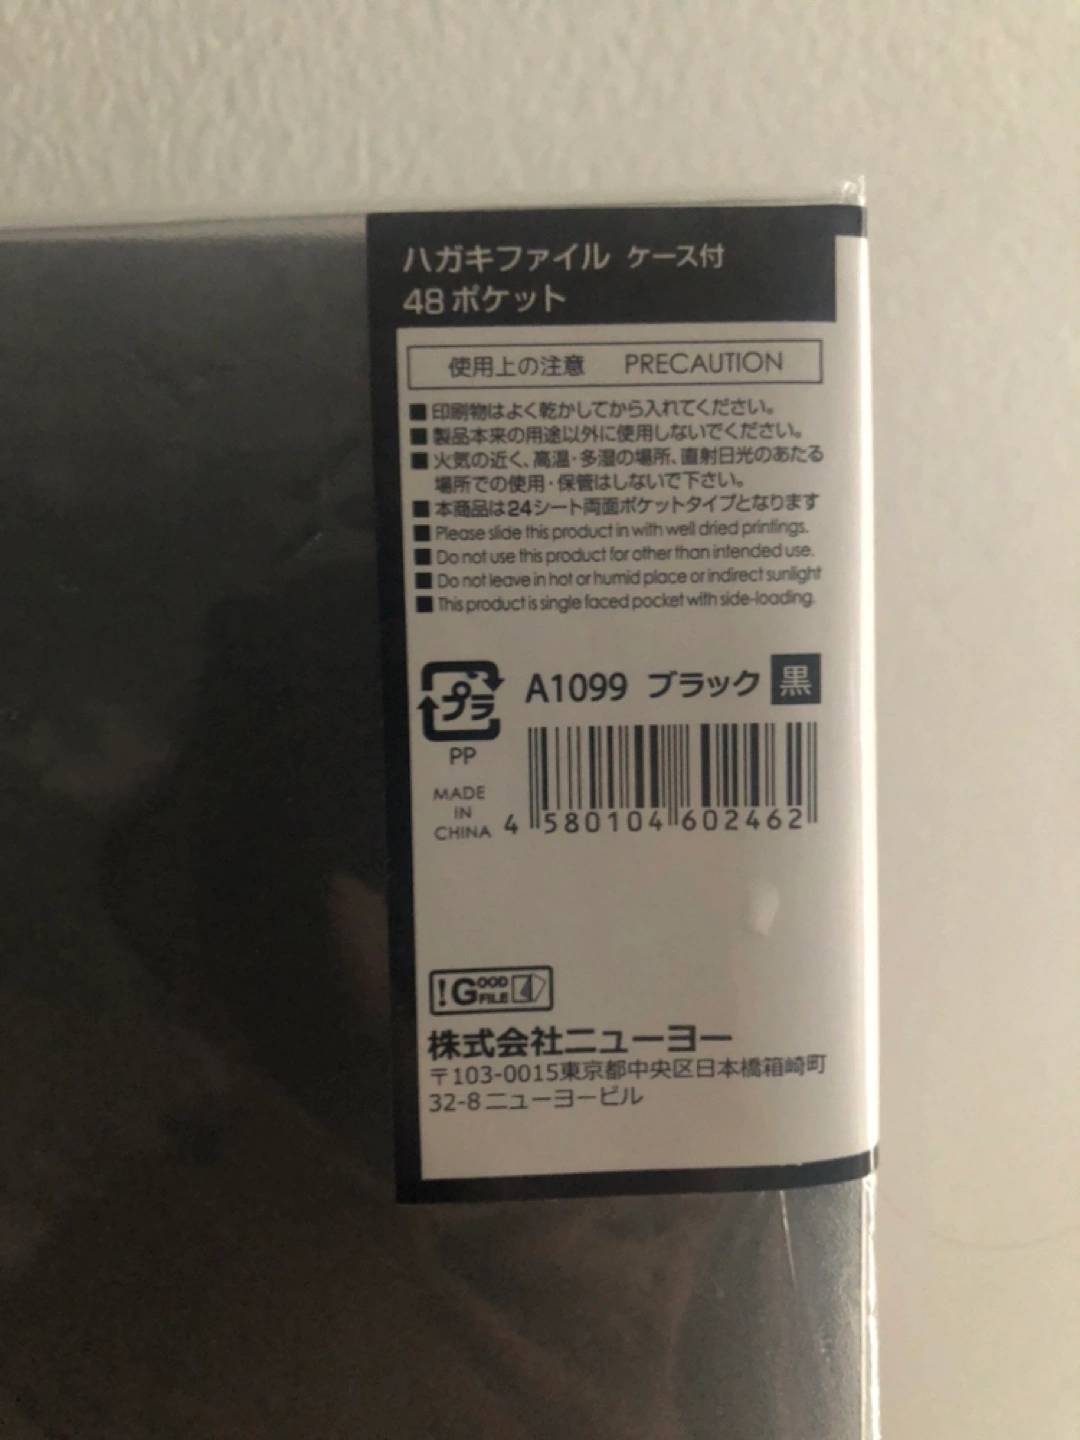 ハガキファイル ケース付
48ポケット
使用上の注意 PRECAUTION
■印刷物はよく乾かしてから入れてください。
■製品本来の用途以外に使用しないでください。
■火気の近く、高温・多湿の場所、直射日光のあたる
場所での使用・保管はしないで下さい。
■本商品は24シート両面ポケットタイプとなります
■Please slide this product in with well dried printings.
■Do not use this product for other than intended use.
■Do not leave in hot or humid place or indirect sunlight
■This product is single faced pocket with side-loading.
プラ
PP
A1099 ブラック 黒
MADE
IN
CHINA
4 580104 602462
!GOOD FILE
株式会社ニューヨー
〒103-0015東京都中央区日本橋箱崎町
32-8ニューヨービル